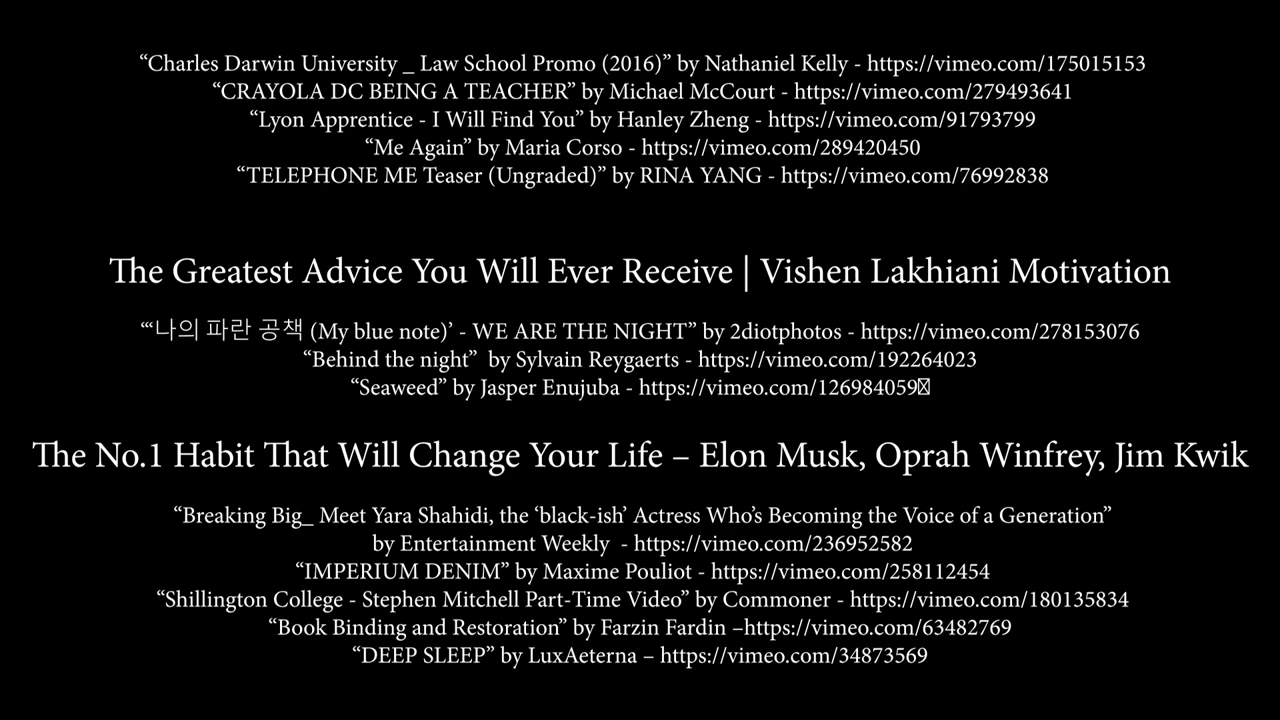 “Charles Darwin University _ Law School Promo (2016)” by Nathaniel Kelly - https://vimeo.com/175015153
“CRAYOLA DC BEING A TEACHER” by Michael McCourt - https://vimeo.com/279493641
“Lyon Apprentice - I Will Find You” by Hanley Zheng - https://vimeo.com/91793799
“Me Again” by Maria Corso - https://vimeo.com/289420450
“TELEPHONE ME Teaser (Ungraded)” by RINA YANG - https://vimeo.com/76992838
The Greatest Advice You Will Ever Receive | Vishen Lakhiani Motivation
“‘나의 파란 공책 (My blue note)’ - WE ARE THE NIGHT” by 2diotphotos - https://vimeo.com/278153076
“Behind the night”  by Sylvain Reygaerts - https://vimeo.com/192264023
“Seaweed” by Jasper Enujuba - https://vimeo.com/126984059
The No.1 Habit That Will Change Your Life – Elon Musk, Oprah Winfrey, Jim Kwik
“Breaking Big_ Meet Yara Shahidi, the ‘black-ish’ Actress Who’s Becoming the Voice of a Generation”
by Entertainment Weekly  - https://vimeo.com/236952582
“IMPERIUM DENIM” by Maxime Pouliot - https://vimeo.com/258112454
“Shillington College - Stephen Mitchell Part-Time Video” by Commoner - https://vimeo.com/180135834
“Book Binding and Restoration” by Farzin Fardin –https://vimeo.com/63482769
“DEEP SLEEP” by LuxAeterna – https://vimeo.com/34873569